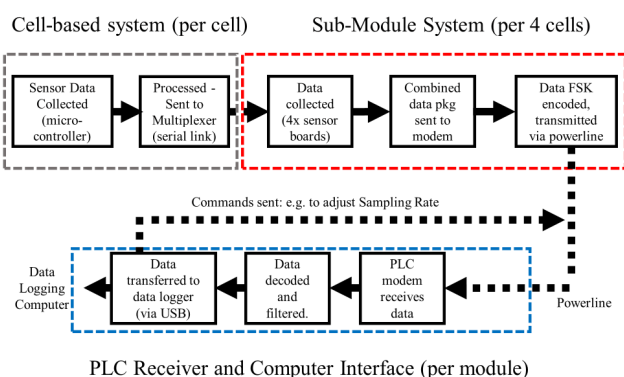 Cell-based system (per cell)
Sub-Module System (per 4 cells)
Sensor Data
Collected
(micro-
controller)
Processed -
Sent to
Multiplexer
(serial link)
Data
collected
(4x sensor
boards)
Combined
data pkg
sent to
modem
Data FSK
encoded,
transmitted
via powerline
Commands sent: e.g. to adjust Sampling Rate
Data
Logging
Computer
Data
transferred to
data logger
(via USB)
Data
decoded
and
filtered.
PLC
modem
receives
data
Powerline
PLC Receiver and Computer Interface (per module)